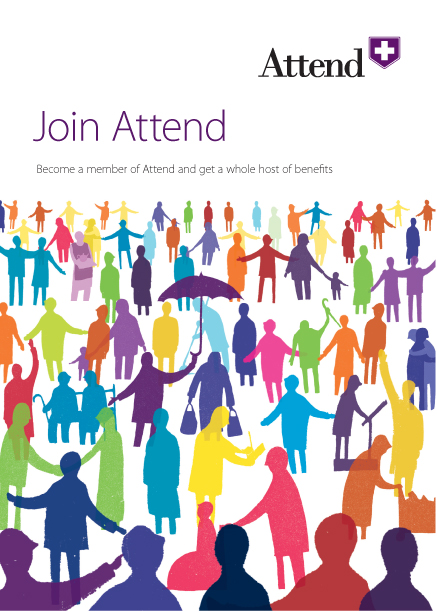 Attend
Join Attend
Become a member of Attend and get a whole host of benefits